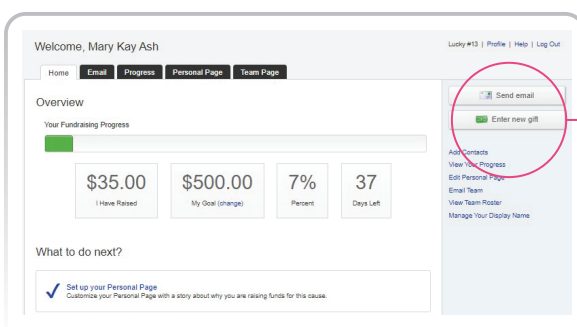 Welcome, Mary Kay Ash
Lucky #13 | Profile | Help | Log Out
Home Email Progress Personal Page Team Page
Overview
Your Fundraising Progress
$35.00
I Have Raised
$500.00
My Goal (change)
7%
Percent
37
Days Left
What to do next?
Set up your Personal Page
Customize your Personal Page with a story about why you are raising funds for this cause.
Send email
Enter new gift
Add Contacts
View Your Progress
Edit Personal Page
Email Team
View Team Roster
Manage Your Display Name